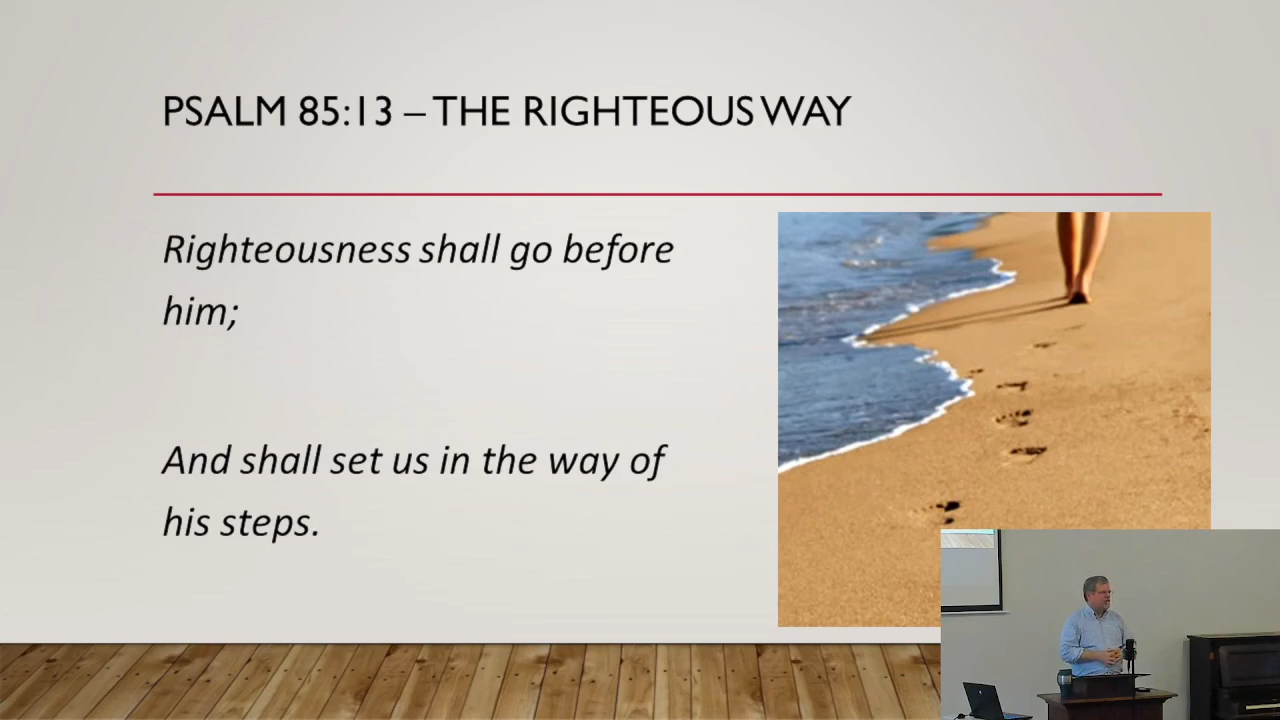 PSALM 85:13 – THE RIGHTEOUS WAY
Righteousness shall go before
him;
And shall set us in the way of
his steps.